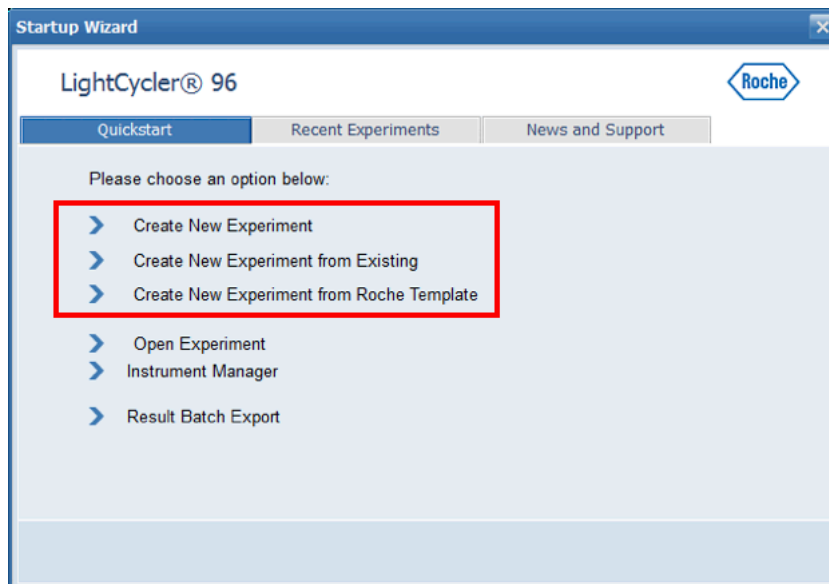 Startup Wizard
LightCycler® 96
Roche
Quickstart Recent Experiments News and Support
Please choose an option below:
Create New Experiment
Create New Experiment from Existing
Create New Experiment from Roche Template
Open Experiment
Instrument Manager
Result Batch Export